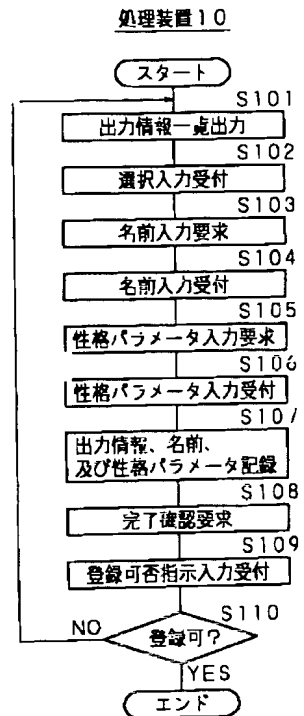 処理装置10
スタート
S101
出力情報一覧出力
S102
選択入力受付
S103
名前入力要求
S104
名前入力受付
S105
性格パラメータ入力要求
S106
性格パラメータ入力受付
S107
出力情報、名前、
及び性格パラメータ記録
S108
完了確認要求
S109
登録可否指示入力受付
S110
登録可?
NO
YES
エンド